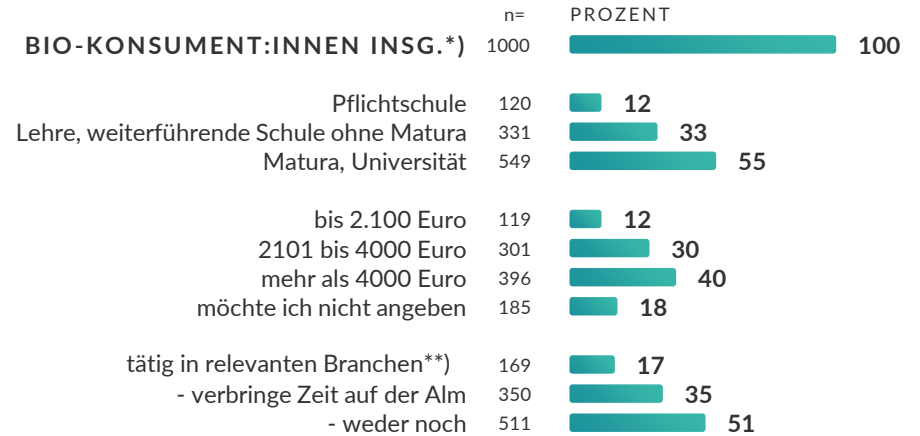 n= PROZENT
BIO-KONSUMENT:INNEN INSG.*) 1000 100
Pflichtschule 120 12
Lehre, weiterführende Schule ohne Matura 331 33
Matura, Universität 549 55
bis 2.100 Euro 119 12
2101 bis 4000 Euro 301 30
mehr als 4000 Euro 396 40
möchte ich nicht angeben 185 18
tätig in relevanten Branchen**) 169 17
- verbringe Zeit auf der Alm 350 35
- weder noch 511 51